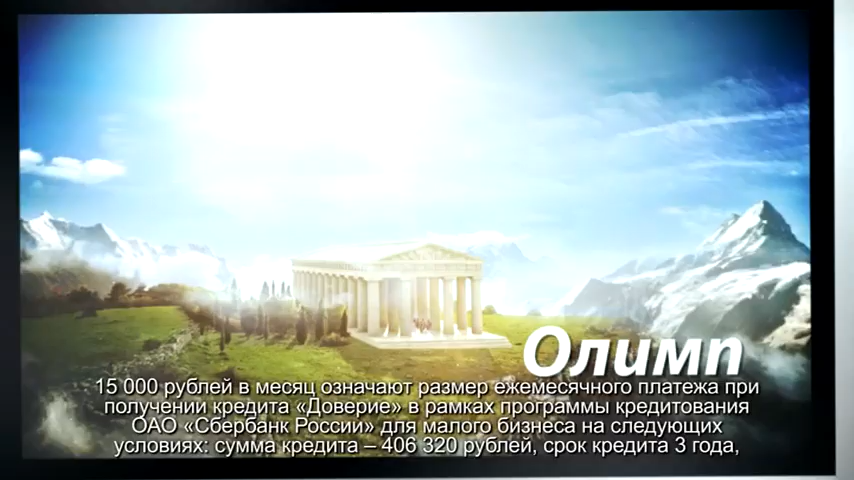 Олимп
15 000 рублей в месяц означают размер ежемесячного платежа при
получении кредита «Доверие» в рамках программы кредитования
ОАО «Сбербанк России» для малого бизнеса на следующих
условиях: сумма кредита – 406 320 рублей, срок кредита 3 года,